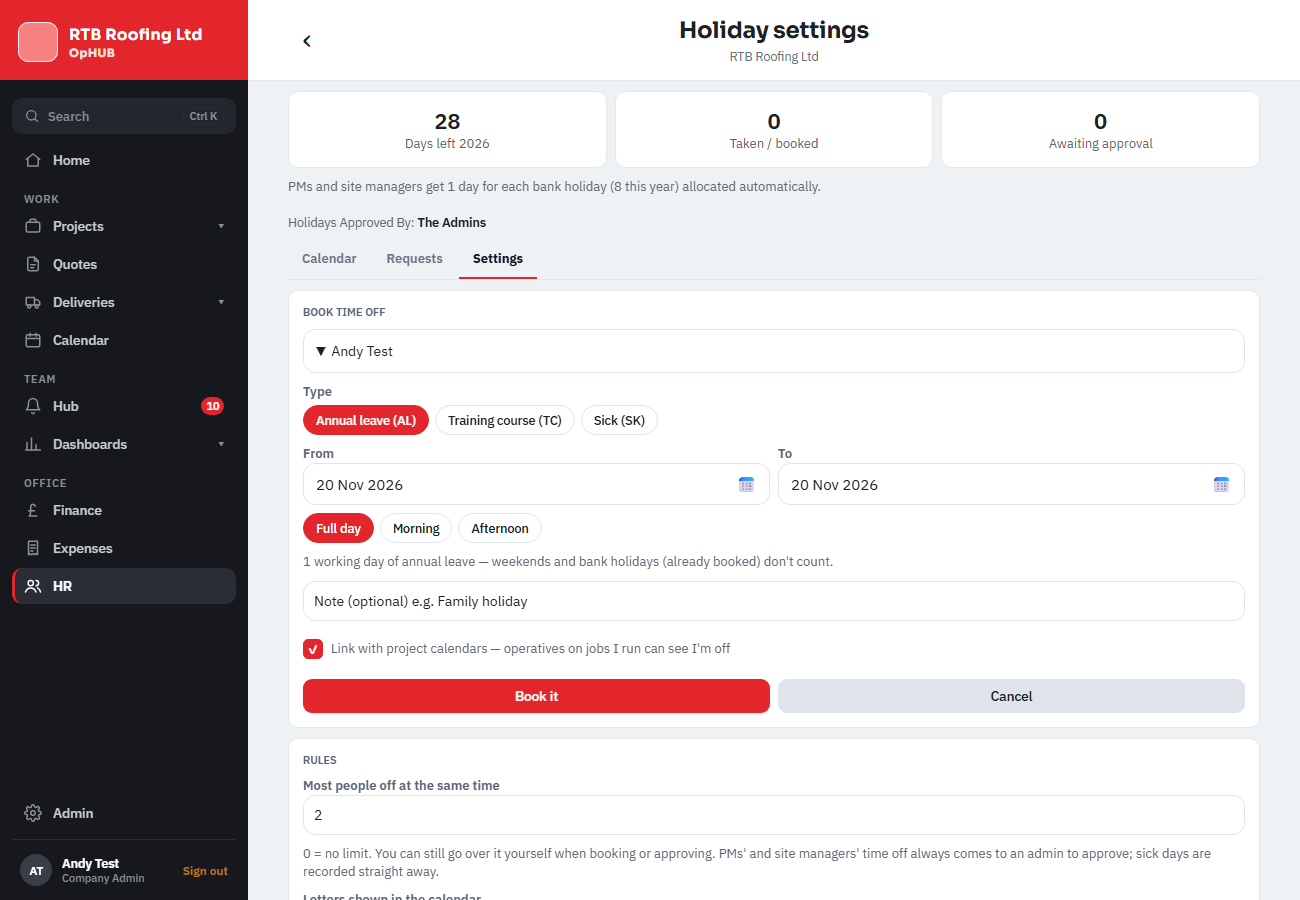 RTB Roofing Ltd
OpHUB
Search
Ctrl K
Home
WORK
Projects
Quotes
Deliveries
Calendar
TEAM
Hub
10
Dashboards
OFFICE
Finance
Expenses
HR
Admin
AT
Andy Test
Company Admin
Sign out
Holiday settings
RTB Roofing Ltd
28
Days left 2026
0
Taken / booked
0
Awaiting approval
PMs and site managers get 1 day for each bank holiday (8 this year) allocated automatically.
Holidays Approved By: The Admins
Calendar
Requests
Settings
BOOK TIME OFF
▼ Andy Test
Type
Annual leave (AL)
Training course (TC)
Sick (SK)
From
To
20 Nov 2026
20 Nov 2026
Full day
Morning
Afternoon
1 working day of annual leave — weekends and bank holidays (already booked) don't count.
Note (optional) e.g. Family holiday
Link with project calendars — operatives on jobs I run can see I'm off
Book it
Cancel
RULES
Most people off at the same time
2
0 = no limit. You can still go over it yourself when booking or approving. PMs' and site managers' time off always comes to an admin to approve; sick days are
recorded straight away.
Letters shown in the calendar